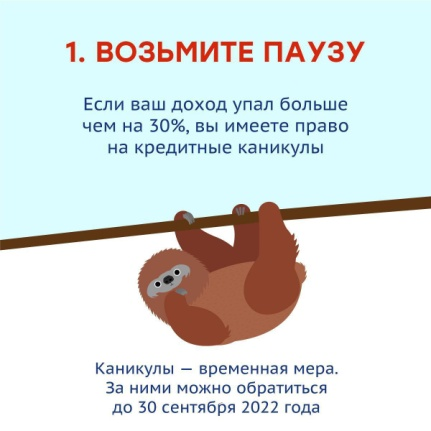 1. ВОЗЬМИТЕ ПАУЗУ
Если ваш доход упал больше
чем на 30%, вы имеете право
на кредитные каникулы
Каникулы — временная мера.
За ними можно обратиться
до 30 сентября 2022 года